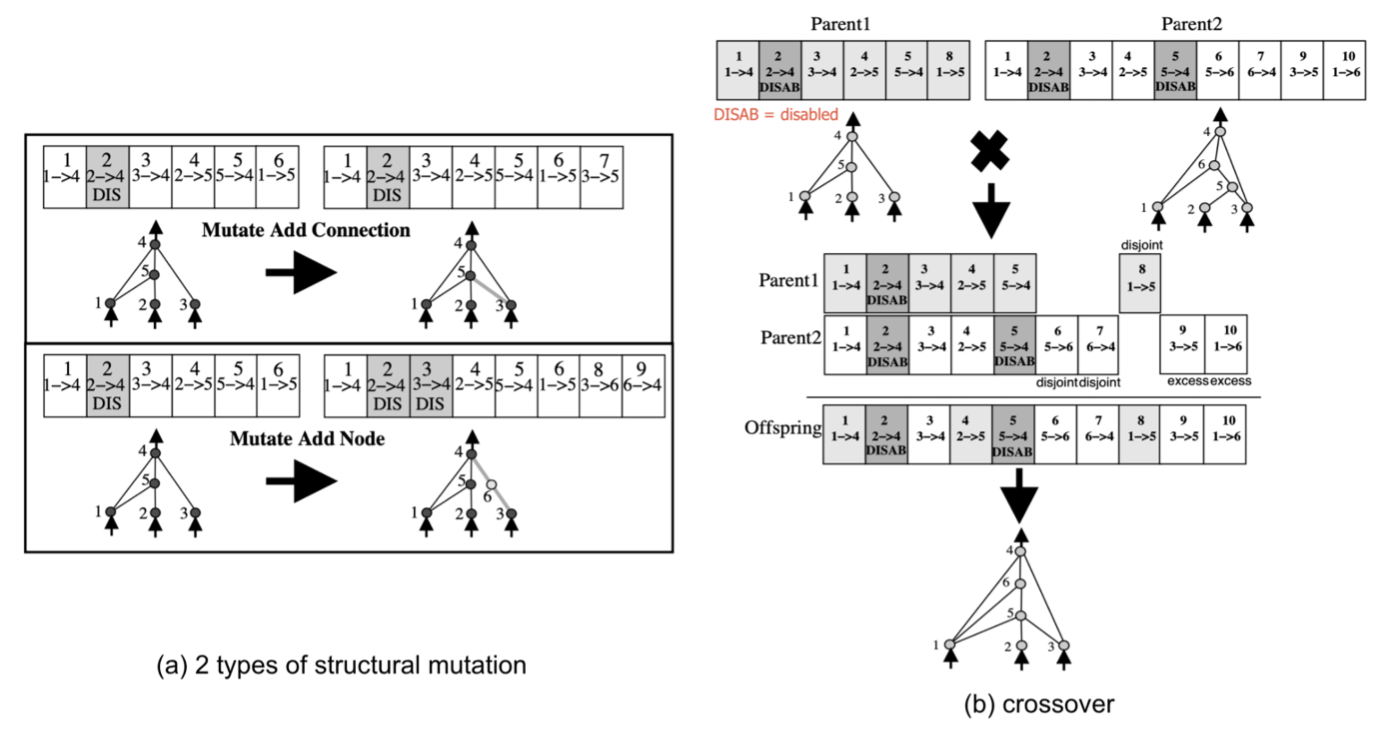 1 2 3 4 5 6
1->4 2->4 3->4 2->5 5->4 1->5
DIS
1 2 3 4 5 6 7
1->4 2->4 3->4 2->5 5->4 1->5 3->5
DIS
Mutate Add Connection
4
5
1 2 3
4
5
1 2 3
1 2 3 4 5 6
1->4 2->4 3->4 2->5 5->4 1->5
DIS
1 2 3 4 5 6 8 9
1->4 2->4 3->4 2->5 5->4 1->5 3->6 6->4
DIS DIS
Mutate Add Node
4
5
1 2 3
4
5
6
1 2 3
(a) 2 types of structural mutation
Parent1
1 2 3 4 5 8
1->4 2->4 3->4 2->5 5->4 1->5
DISAB
DISAB = disabled
Parent2
1 2 3 4 5 6 7 9 10
1->4 2->4 3->4 2->5 5->4 5->6 6->4 3->5 1->6
DISAB DISAB
4
5
1 2 3
4
6
5
1 2 3
disjoint
Parent1
1 2 3 4 5 8
1->4 2->4 3->4 2->5 5->4 1->5
DISAB
Parent2
1 2 3 4 5 6 7 9 10
1->4 2->4 3->4 2->5 5->4 5->6 6->4 3->5 1->6
DISAB DISAB
disjoint disjoint excess excess
Offspring
1 2 3 4 5 6 7 8 9 10
1->4 2->4 3->4 2->5 5->4 5->6 6->4 1->5 3->5 1->6
DISAB DISAB
4
6
5
1 2 3
(b) crossover